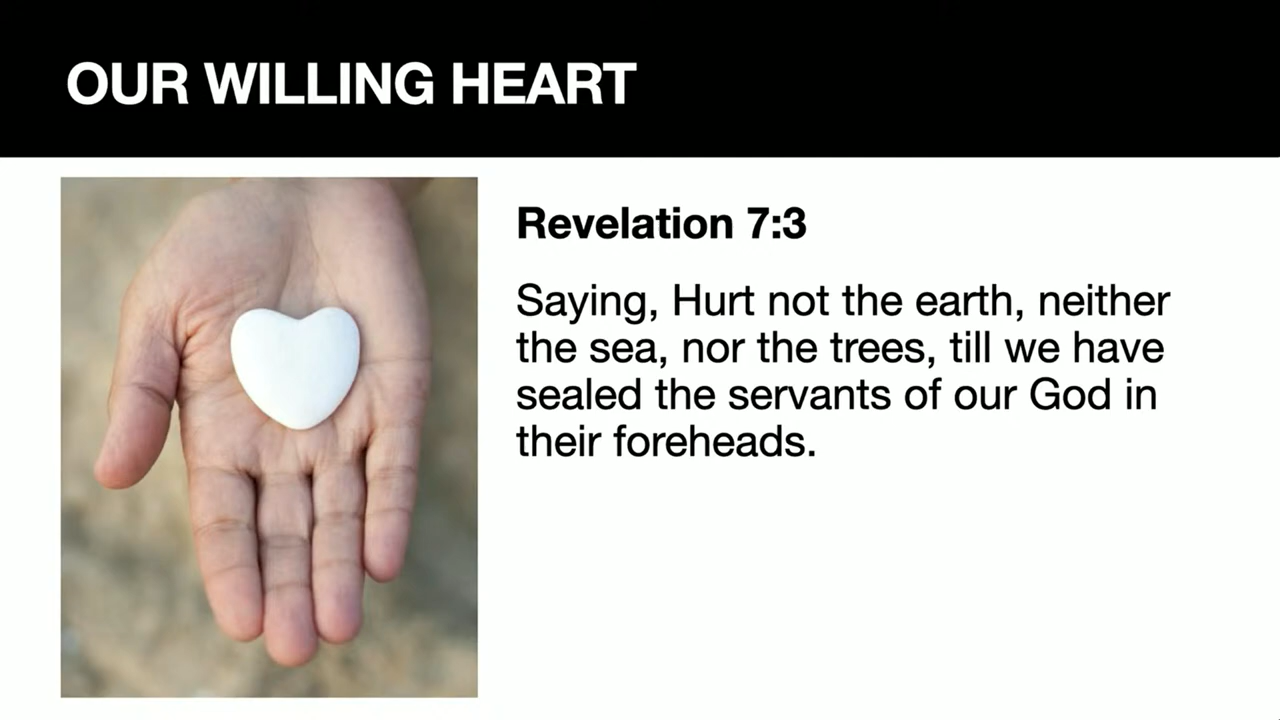 OUR WILLING HEART
Revelation 7:3
Saying, Hurt not the earth, neither
the sea, nor the trees, till we have
sealed the servants of our God in
their foreheads.